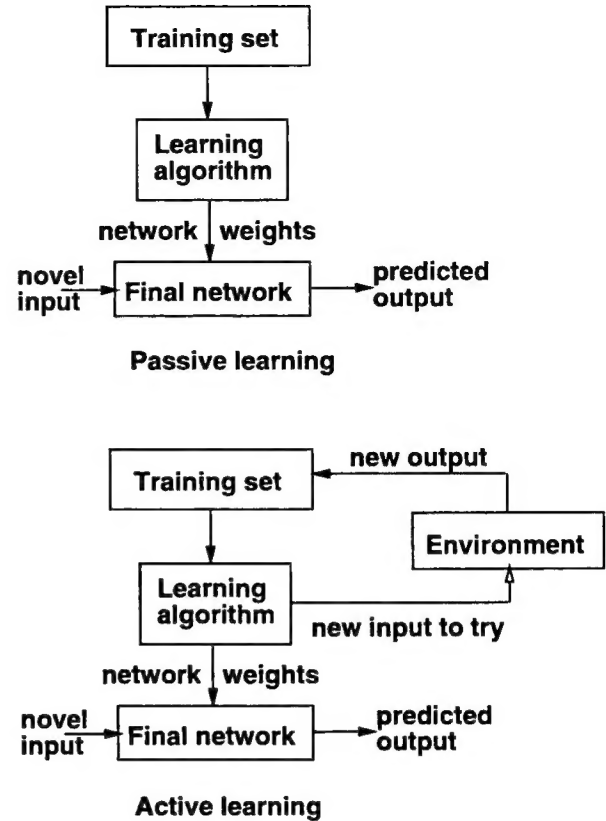 Training set
Learning
algorithm
network weights
novel
input
Final network
predicted
output
Passive learning
new output
Training set
Environment
Learning
algorithm
new input to try
network weights
novel
input
Final network
predicted
output
Active learning